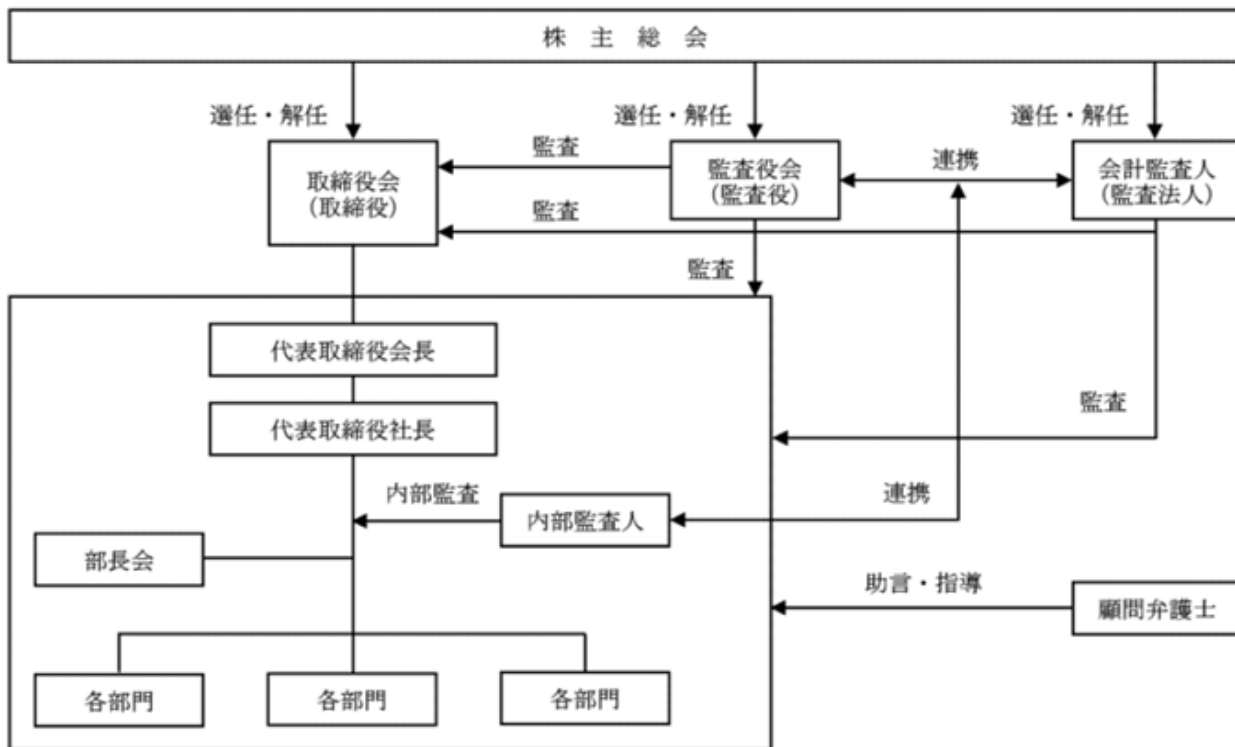 株 主 総 会
選任・解任
選任・解任
選任・解任
監査
取締役会
(取締役)
監査役会
(監査役)
連携
会計監査人
(監査法人)
監査
監査
代表取締役会長
代表取締役社長
監査
内部監査
内部監査人
連携
部長会
助言・指導
顧問弁護士
各部門
各部門
各部門